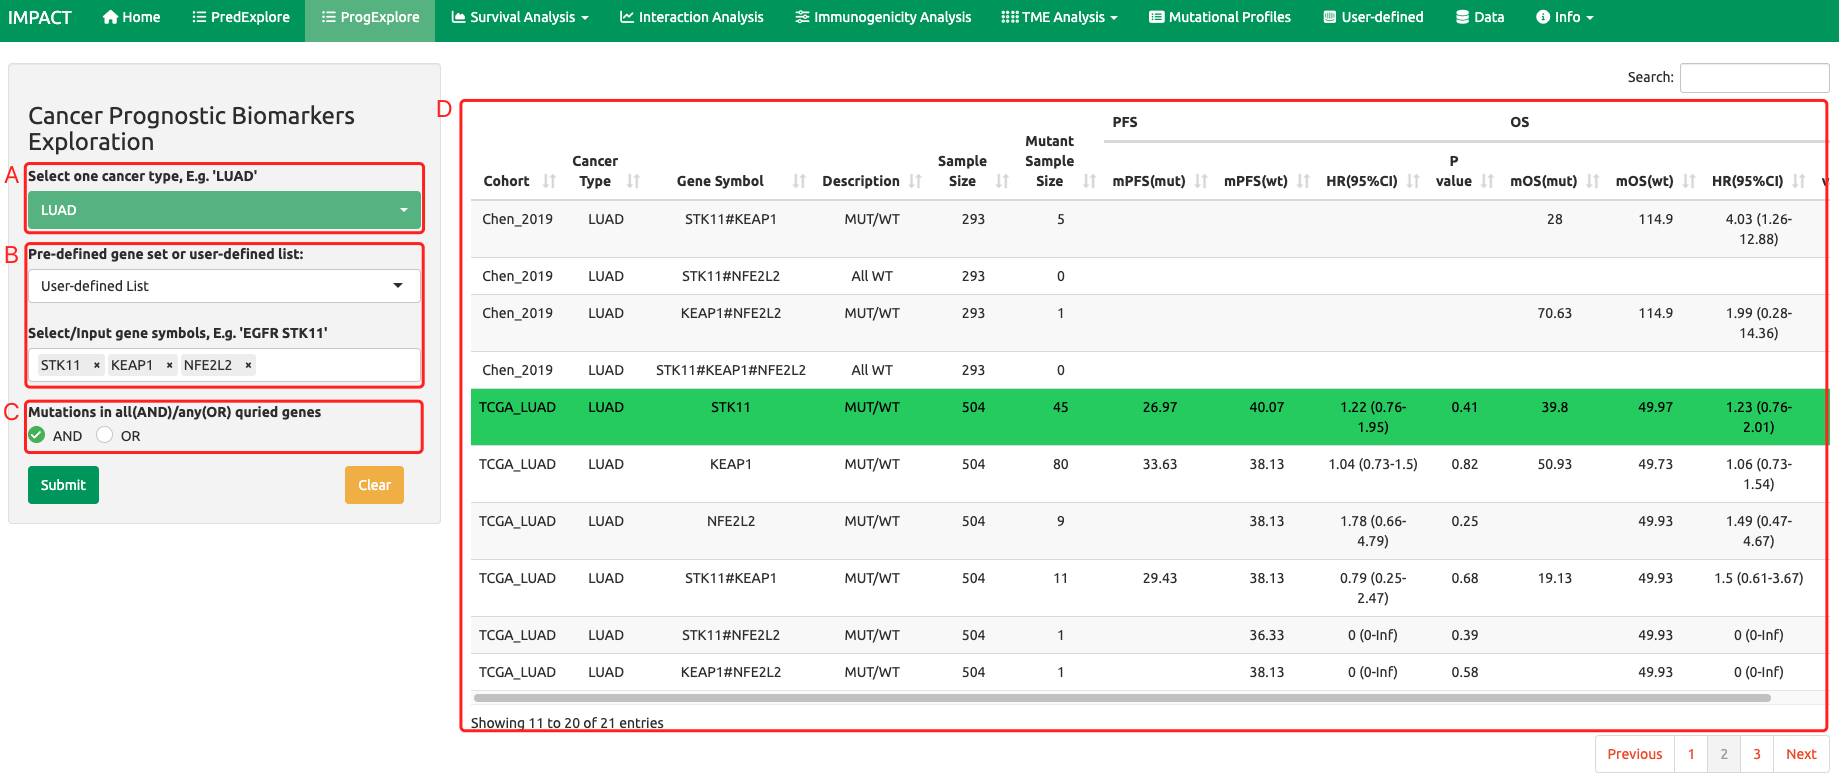 IMPACT Home PredExplore ProgExplore Survival Analysis Interaction Analysis Immunogenicity Analysis TME Analysis Mutational Profiles User-defined Data Info
Cancer Prognostic Biomarkers
Exploration
A
Select one cancer type, E.g. 'LUAD'
LUAD
B
Pre-defined gene set or user-defined list:
User-defined List
Select/Input gene symbols, E.g. 'EGFR STK11'
STK11 × KEAP1 × NFE2L2 ×
C
Mutations in all(AND)/any(OR) quried genes
AND OR
Submit Clear
Search:
D
PFS OS
Cohort Cancer Type Gene Symbol Description Sample Size Mutant Sample Size mPFS(mut) mPFS(wt) HR(95%CI) P value mOS(mut) mOS(wt) HR(95%CI)
Chen_2019 LUAD STK11#KEAP1 MUT/WT 293 5 28 114.9 4.03 (1.26-12.88)
Chen_2019 LUAD STK11#NFE2L2 All WT 293 0
Chen_2019 LUAD KEAP1#NFE2L2 MUT/WT 293 1 70.63 114.9 1.99 (0.28-14.36)
Chen_2019 LUAD STK11#KEAP1#NFE2L2 All WT 293 0
TCGA_LUAD LUAD STK11 MUT/WT 504 45 26.97 40.07 1.22 (0.76-1.95) 0.41 39.8 49.97 1.23 (0.76-2.01)
TCGA_LUAD LUAD KEAP1 MUT/WT 504 80 33.63 38.13 1.04 (0.73-1.5) 0.82 50.93 49.73 1.06 (0.73-1.54)
TCGA_LUAD LUAD NFE2L2 MUT/WT 504 9 38.13 1.78 (0.66-4.79) 0.25 49.93 1.49 (0.47-4.67)
TCGA_LUAD LUAD STK11#KEAP1 MUT/WT 504 11 29.43 38.13 0.79 (0.25-2.47) 0.68 19.13 49.93 1.5 (0.61-3.67)
TCGA_LUAD LUAD STK11#NFE2L2 MUT/WT 504 1 36.33 0 (0-Inf) 0.39 49.93 0 (0-Inf)
TCGA_LUAD LUAD KEAP1#NFE2L2 MUT/WT 504 1 38.13 0 (0-Inf) 0.58 49.93 0 (0-Inf)
Showing 11 to 20 of 21 entries
Previous 1 2 3 Next